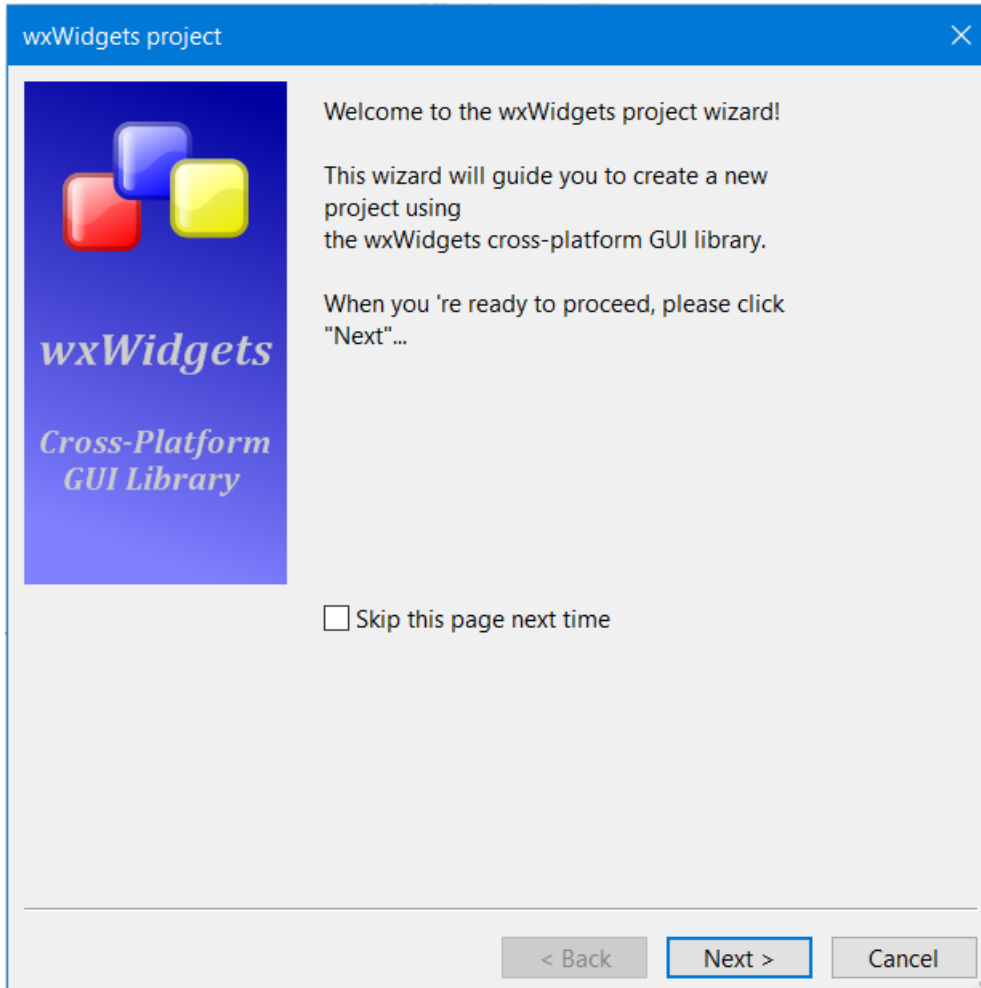 wxWidgets project
wxWidgets
Cross-Platform
GUI Library
Welcome to the wxWidgets project wizard!
This wizard will guide you to create a new
project using
the wxWidgets cross-platform GUI library.
When you 're ready to proceed, please click
"Next"...
Skip this page next time
< Back Next > Cancel